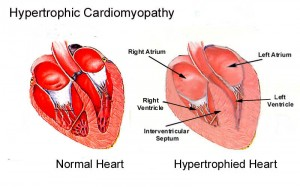 Hypertrophic Cardiomyopathy
Right Atrium
Left Atrium
Right
Ventricle
Left
Ventricle
Interventricular
Septum
Normal Heart
Hypertrophied Heart